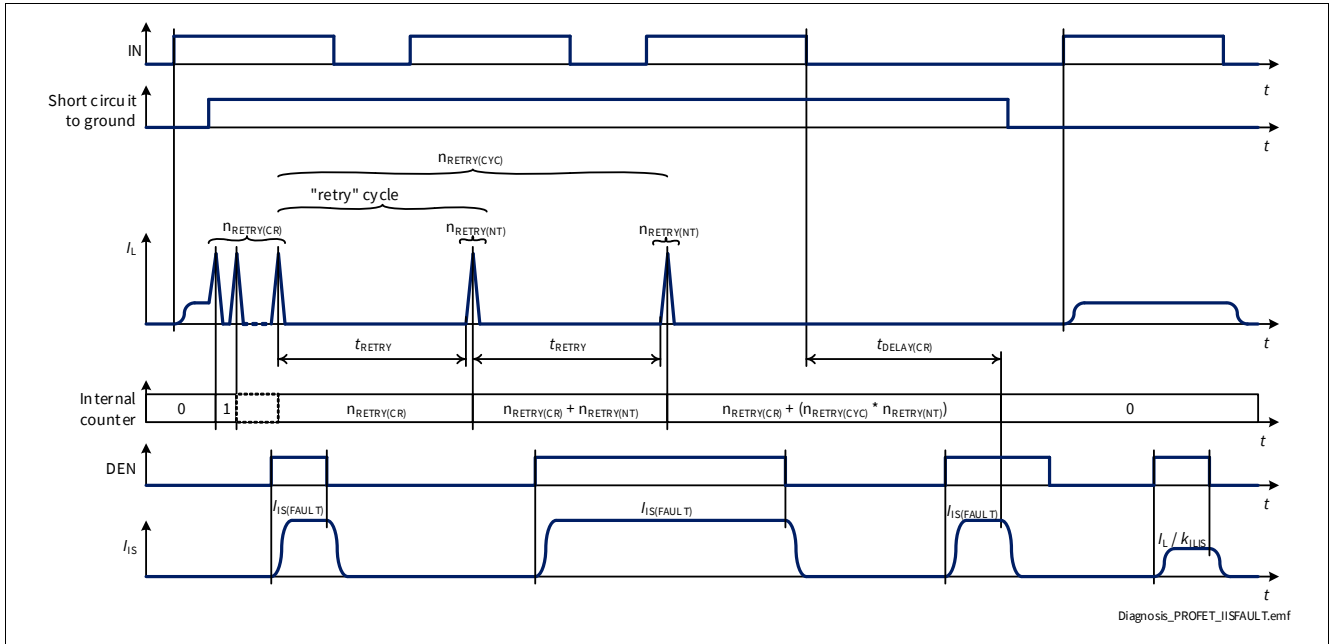 IN
t
Short circuit
to ground
t
nRETRY(CYC)
"retry" cycle
nRETRY(CR)
nRETRY(NT)
nRETRY(NT)
IL
t
tRETRY
tRETRY
tDELAY(CR)
Internal
counter
0
1
nRETRY(CR)
nRETRY(CR) + nRETRY(NT)
nRETRY(CR) + (nRETRY(CYC) * nRETRY(NT))
0
t
DEN
t
IIS(FAULT)
IIS(FAULT)
IIS(FAULT)
IL / kILIS
IIS
t
Diagnosis_PROFET_IISFAULT.emf